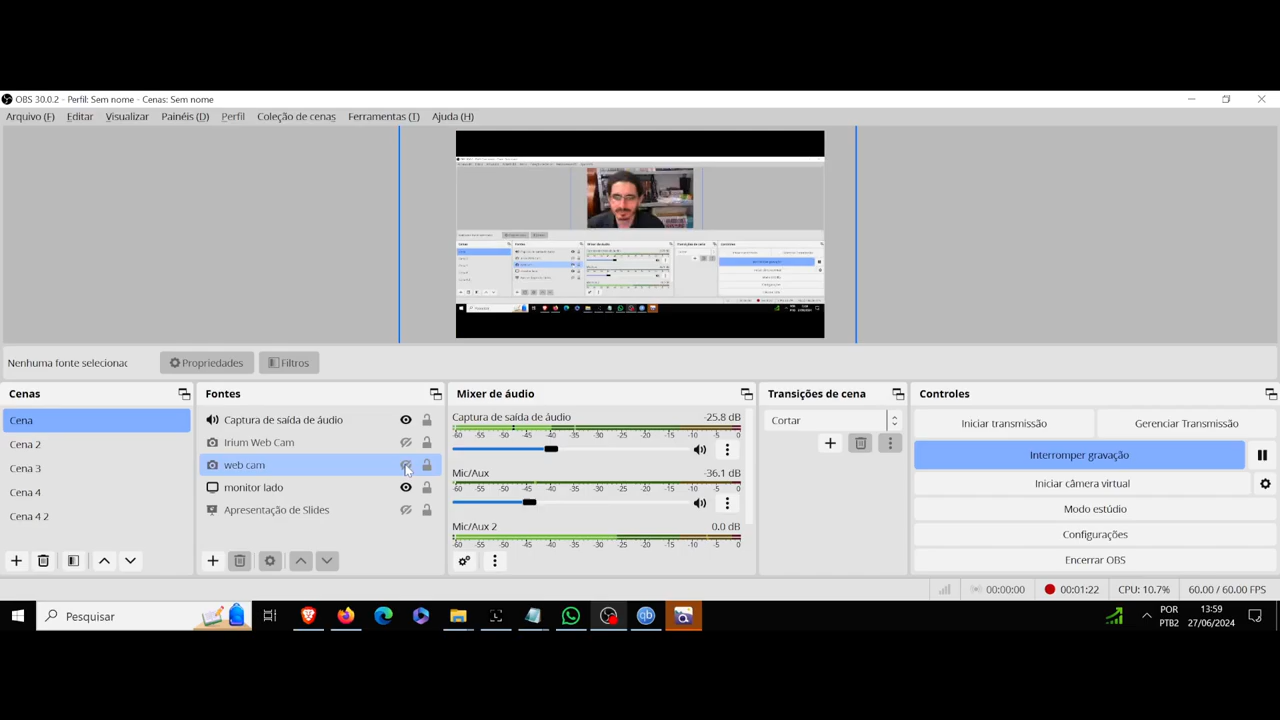 OBS 30.0.2 - Perfil: Sem nome - Cenas: Sem nome
Arquivo (F) Editar Visualizar Painéis (D) Perfil Coleção de cenas Ferramentas (T) Ajuda (H)
Nenhuma fonte selecionac Propriedades Filtros
Cenas
Cena
Cena 2
Cena 3
Cena 4
Cena 4 2
Fontes
Captura de saída de áudio
Irium Web Cam
web cam
monitor lado
Apresentação de Slides
Mixer de áudio
Captura de saída de áudio -25.8 dB
-60 -55 -50 -45 -40 -35 -30 -25 -20 -15 -10 -5 0
Mic/Aux -36.1 dB
-60 -55 -50 -45 -40 -35 -30 -25 -20 -15 -10 -5 0
Mic/Aux 2 0.0 dB
-60 -55 -50 -45 -40 -35 -30 -25 -20 -15 -10 -5 0
Transições de cena
Cortar
Controles
Iniciar transmissão Gerenciar Transmissão
Interromper gravação
Iniciar câmera virtual
Modo estúdio
Configurações
Encerrar OBS
00:00:00 00:01:22 CPU: 10.7% 60.00 / 60.00 FPS
Pesquisar
qb
POR
PTB2
13:59
27/06/2024